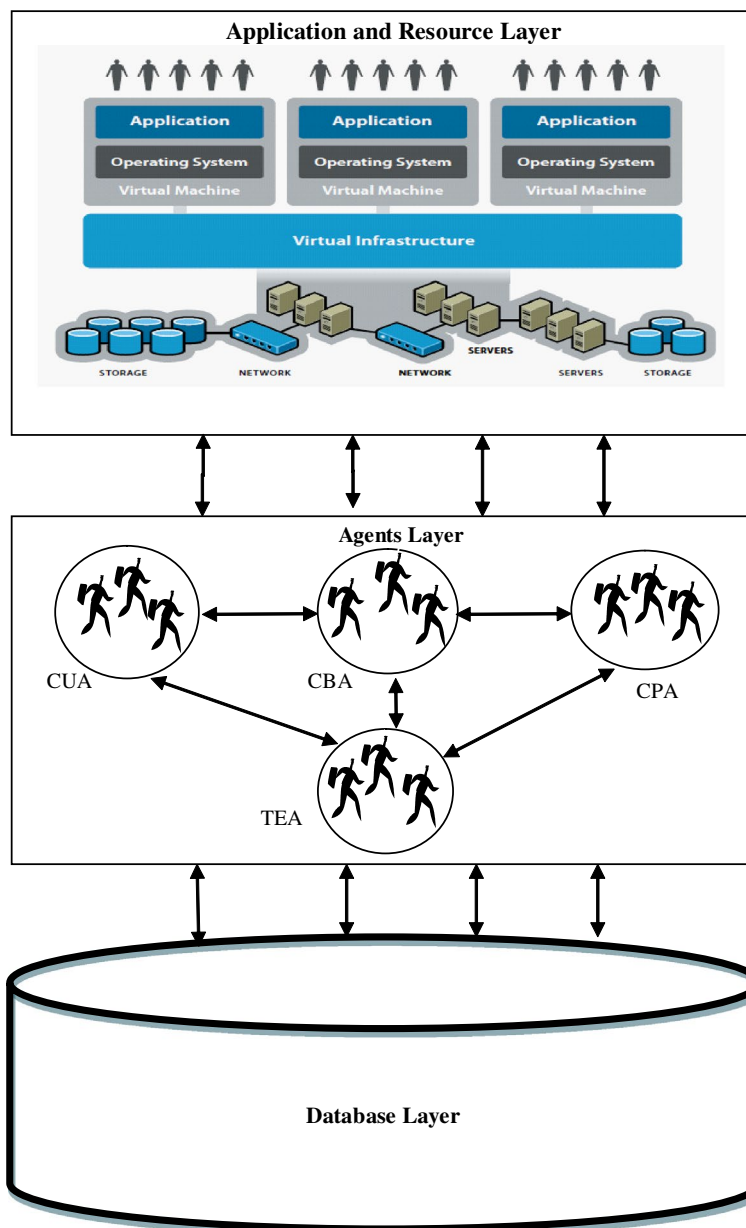 Application and Resource Layer
Application Application Application
Operating System Operating System Operating System
Virtual Machine Virtual Machine Virtual Machine
Virtual Infrastructure
SERVERS
STORAGE NETWORK NETWORK SERVERS STORAGE
Agents Layer
CUA CBA CPA
TEA
Database Layer